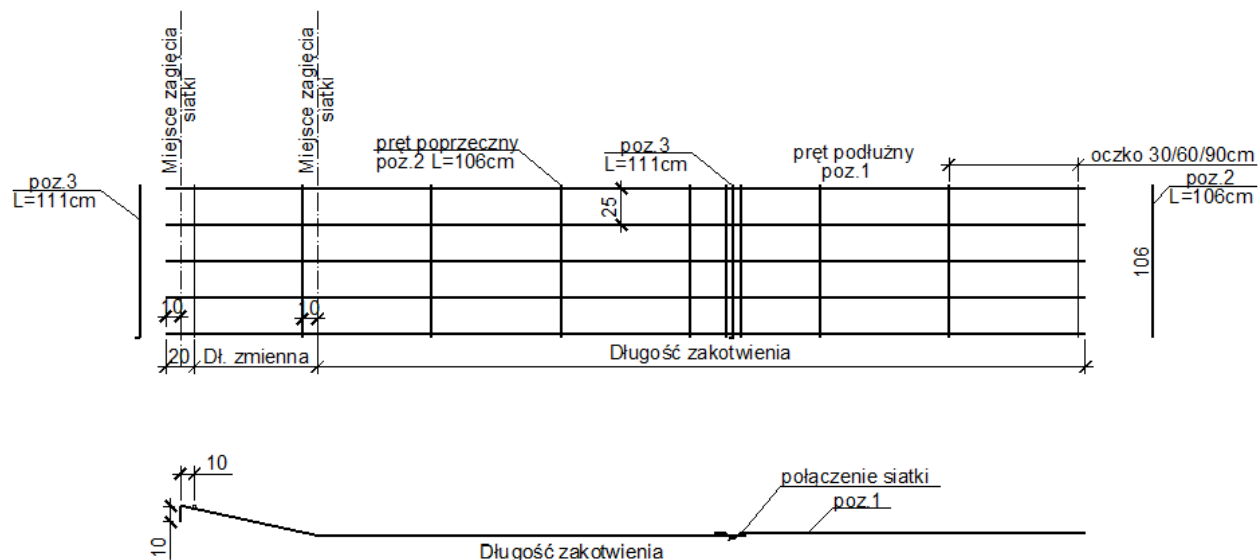 Miejsce zagięcia
siatki
Miejsce zagięcia
siatki
poz.3
L=111cm
pręt poprzeczny
poz.2 L=106cm
poz.3
L=111cm
pręt podłużny
poz.1
oczko 30/60/90cm
poz.2
L=106cm
25
106
10
10
20
Dł. zmienna
Długość zakotwienia
10
10
połączenie siatki
poz.1
Długość zakotwienia